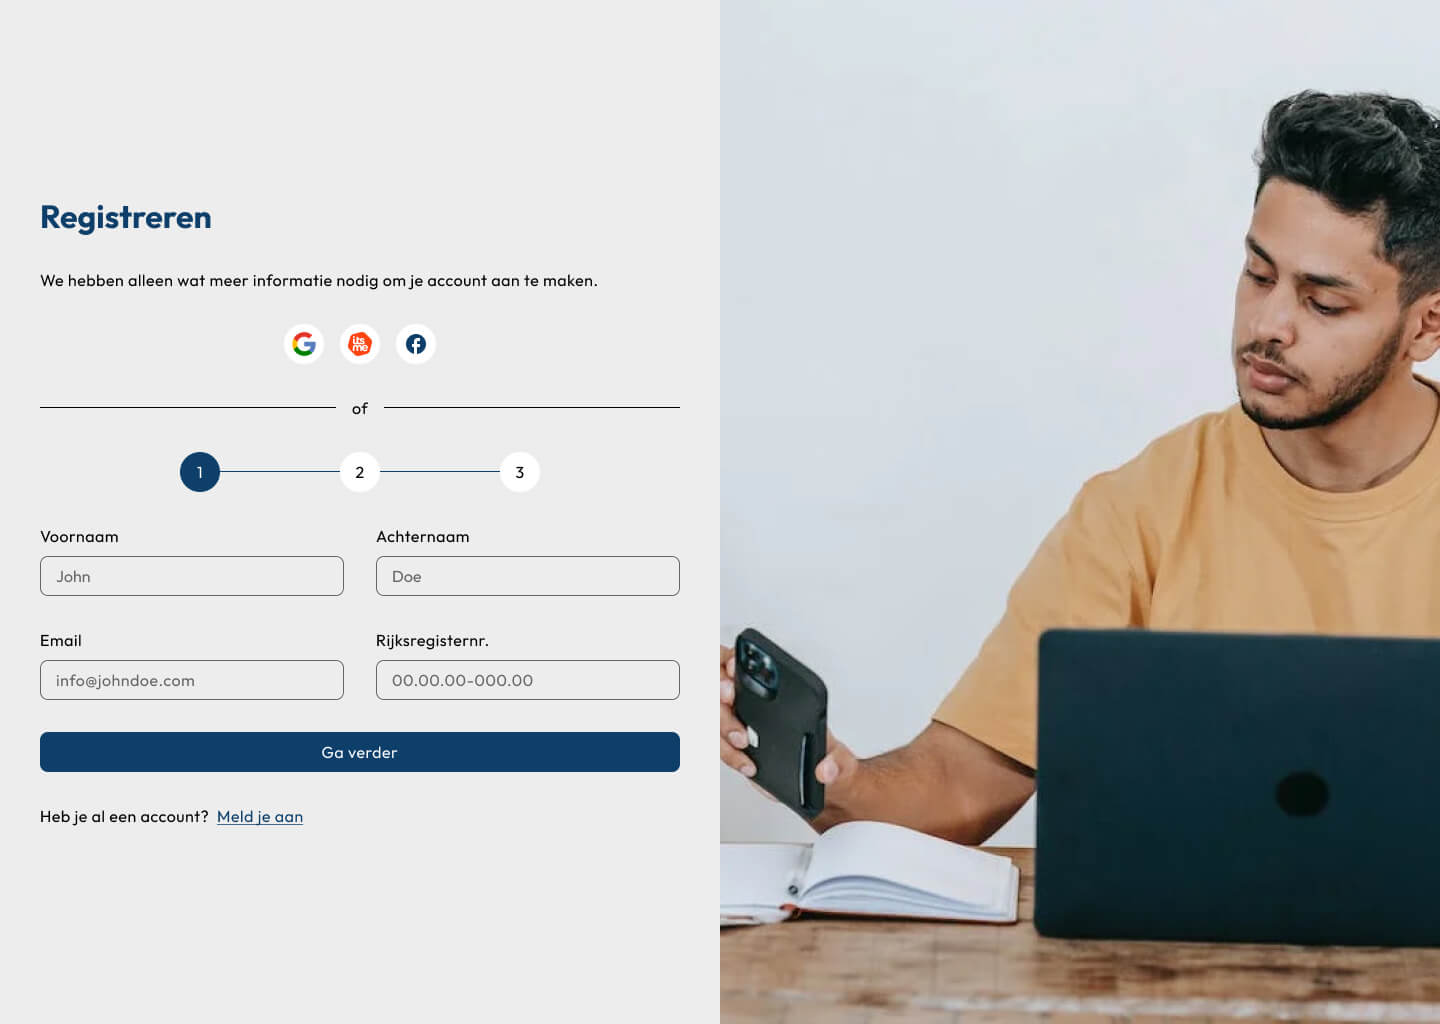 Registreren
We hebben alleen wat meer informatie nodig om je account aan te maken.
its
me
of
1 2 3
Voornaam Achternaam
John Doe
Email Rijksregisternr.
info@johndoe.com 00.00.00-000.00
Ga verder
Heb je al een account? Meld je aan